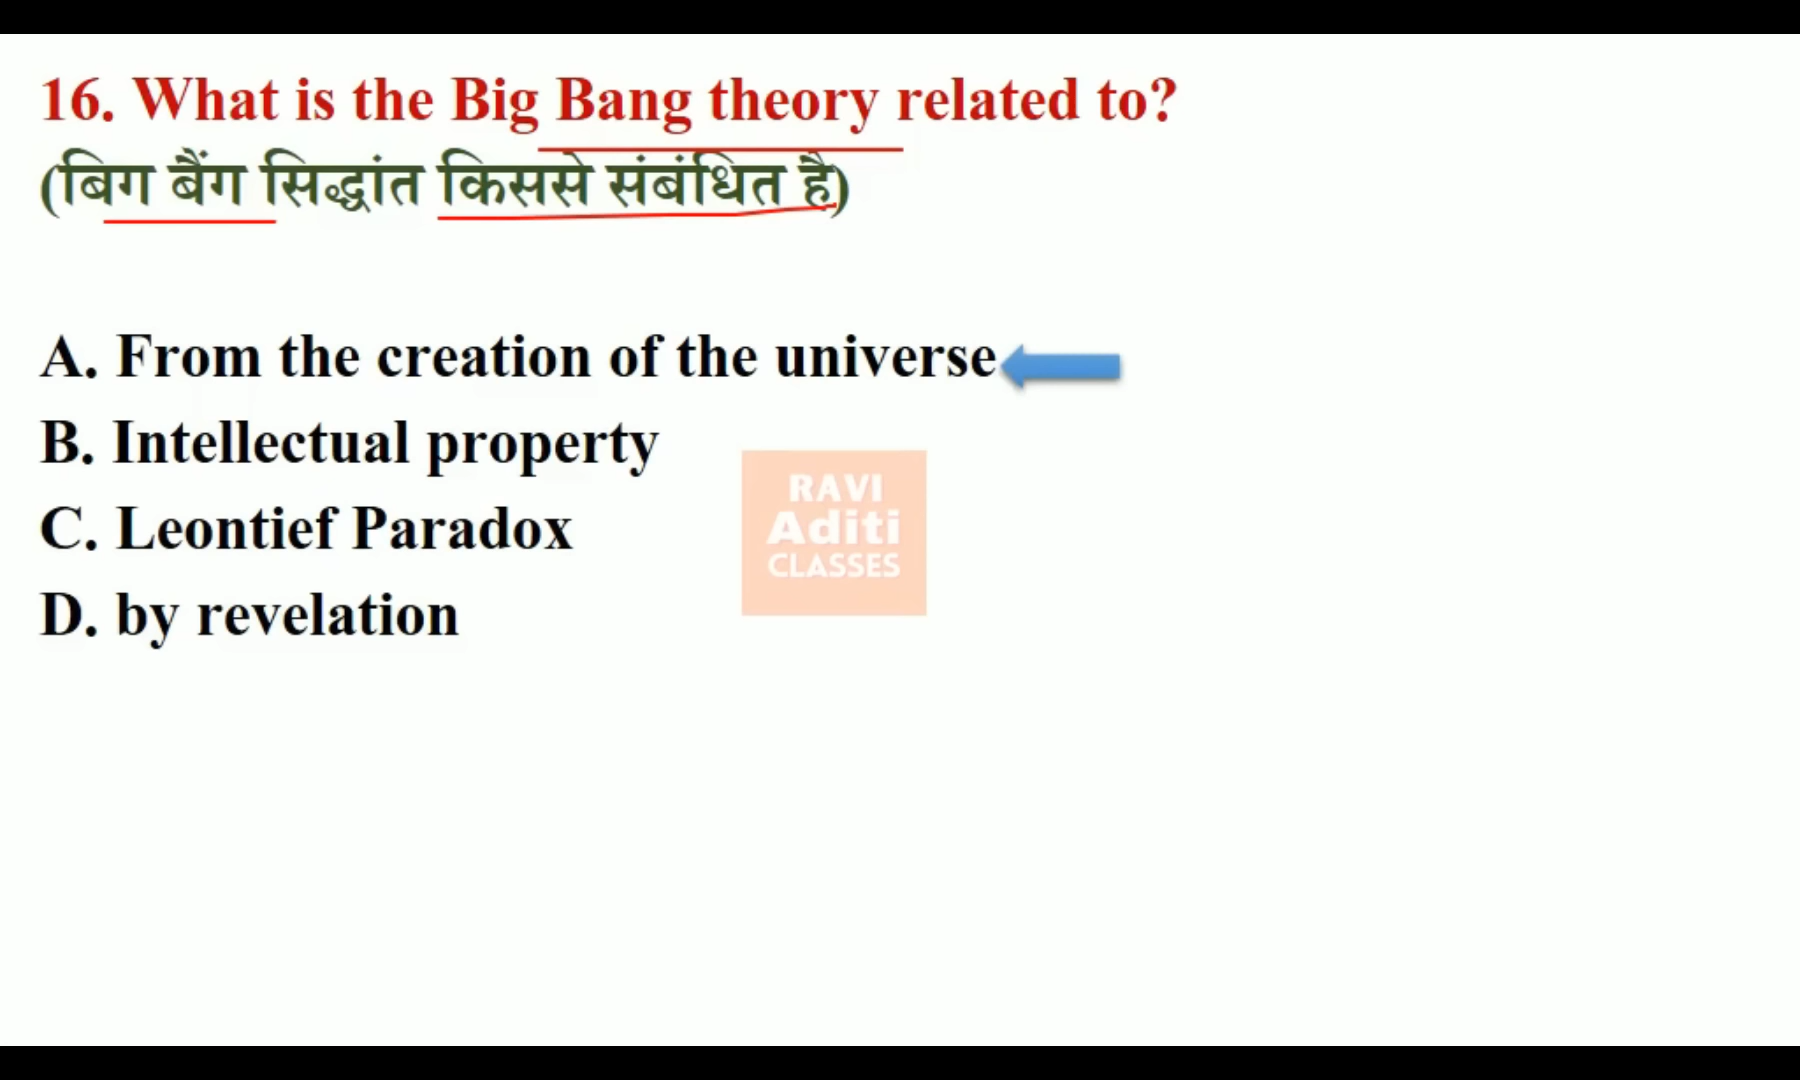 16. What is the Big Bang theory related to?
(बिग बैंग सिद्धांत किससे संबंधित है)
A. From the creation of the universe
B. Intellectual property
C. Leontief Paradox
D. by revelation
RAVI
Aditi
CLASSES